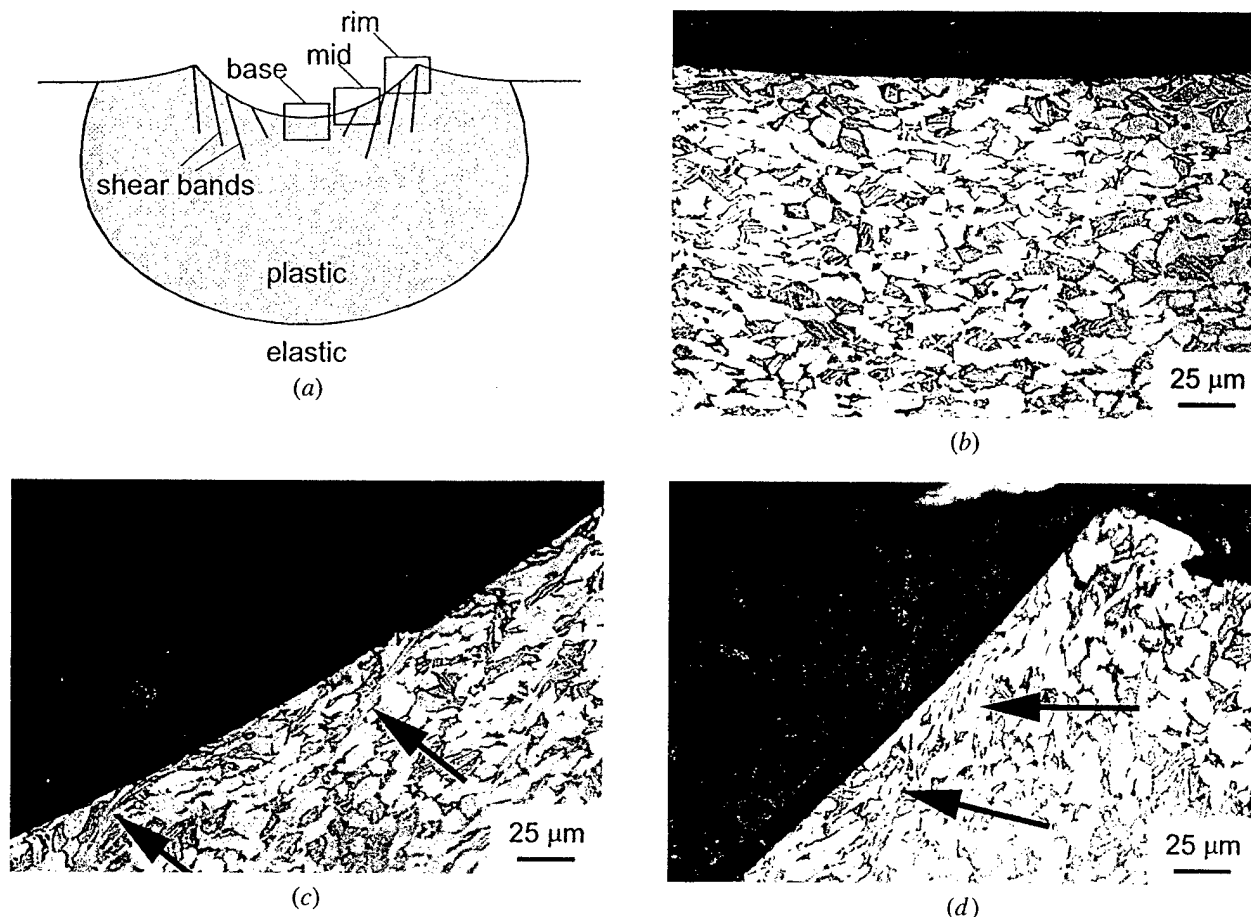 rim
mid
base
shear bands
plastic
elastic
(a)
25 μm
(b)
25 μm
(c)
25 μm
(d)